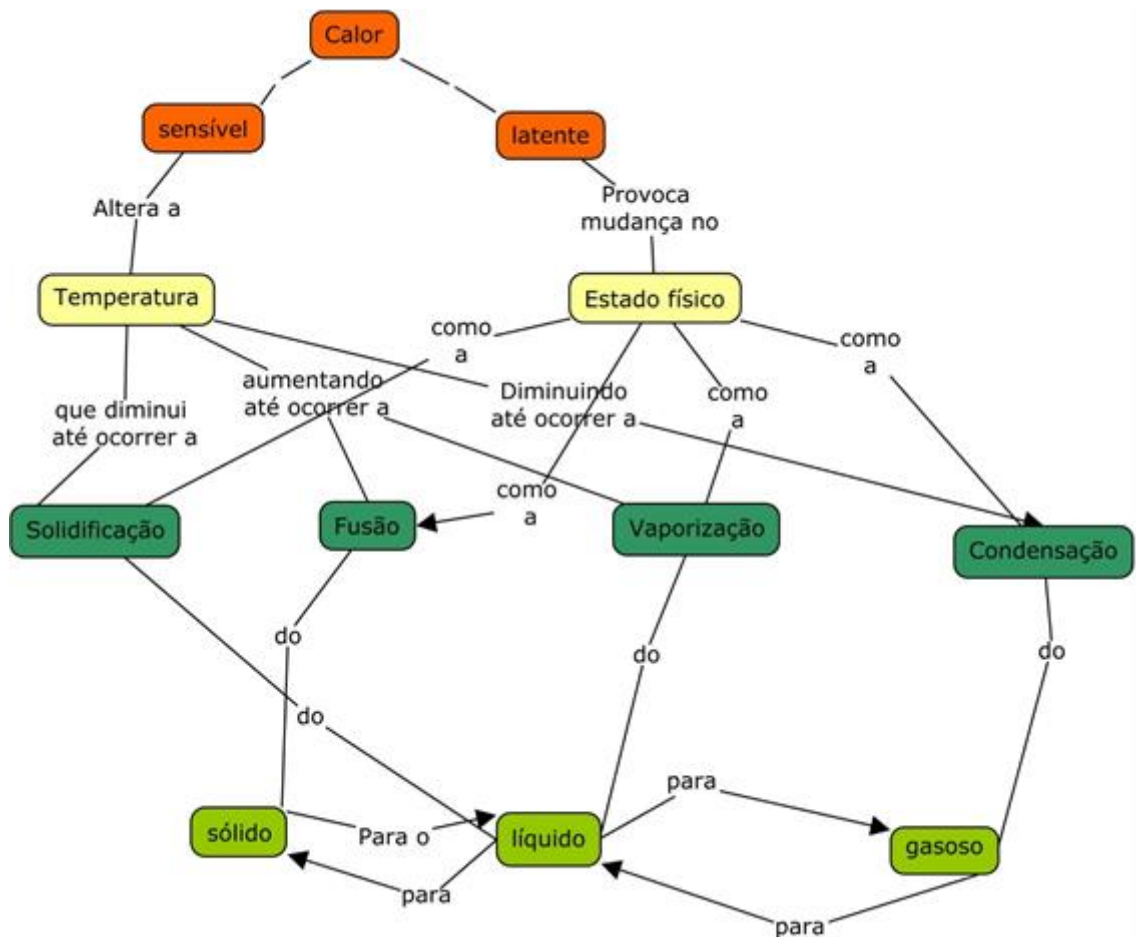 Calor
sensível
latente
Altera a
Provoca
mudança no
Temperatura
Estado físico
como
a
como
a
aumentando
até ocorrer a
Diminuindo
até ocorrer a
como
a
que diminui
até ocorrer a
como
a
Solidificação
Fusão
Vaporização
Condensação
do
do
do
do
para
sólido
Para o
líquido
gasoso
para
para